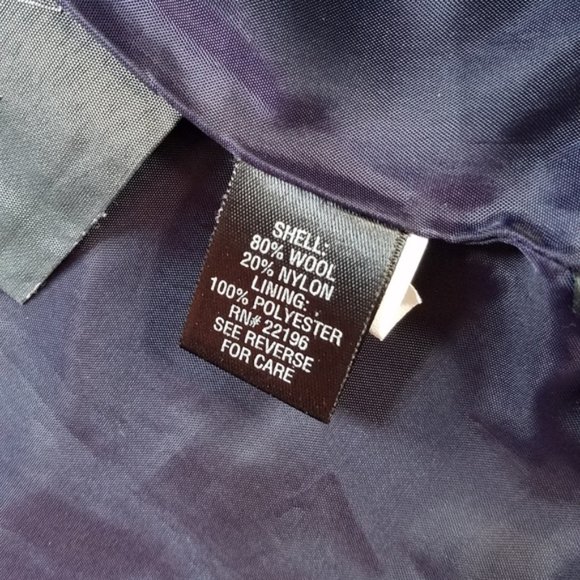 SHELL:
80% WOOL
20% NYLON
LINING:
100% POLYESTER
RN# 22196
SEE REVERSE
FOR CARE